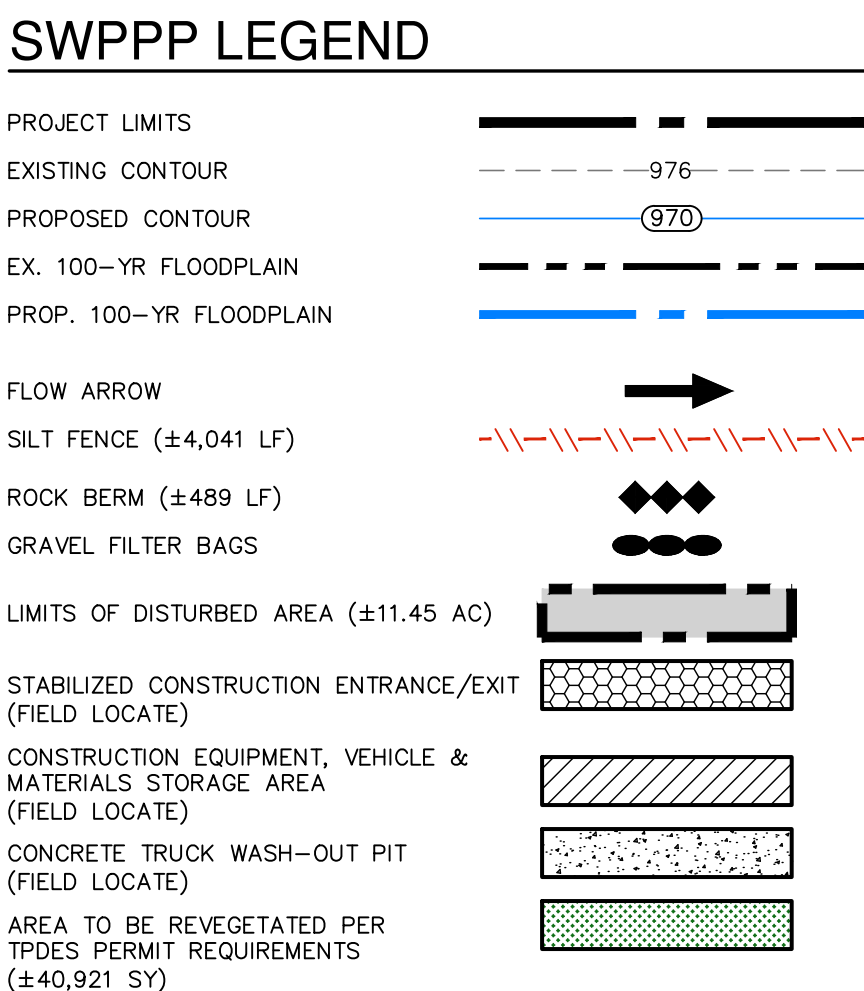 SWPPP LEGEND
PROJECT LIMITS
EXISTING CONTOUR 976
PROPOSED CONTOUR 970
EX. 100-YR FLOODPLAIN
PROP. 100-YR FLOODPLAIN
FLOW ARROW
SILT FENCE (±4,041 LF)
ROCK BERM (±489 LF)
GRAVEL FILTER BAGS
LIMITS OF DISTURBED AREA (±11.45 AC)
STABILIZED CONSTRUCTION ENTRANCE/EXIT
(FIELD LOCATE)
CONSTRUCTION EQUIPMENT, VEHICLE &
MATERIALS STORAGE AREA
(FIELD LOCATE)
CONCRETE TRUCK WASH-OUT PIT
(FIELD LOCATE)
AREA TO BE REVEGETATED PER
TPDES PERMIT REQUIREMENTS
(±40,921 SY)